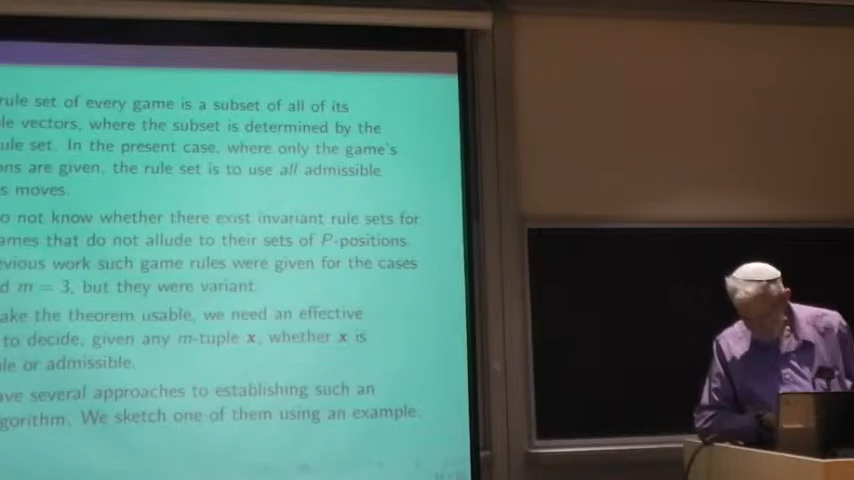 rule set of every game is a subset of all of its
le vectors, where the subset is determined by the
ule set. In the present case, where only the game's
ons are given, the rule set is to use all admissible
s moves.
o not know whether there exist invariant rule sets for
ames that do not allude to their sets of P-positions.
evious work such game rules were given for the cases
d m = 3, but they were variant.
ake the theorem usable, we need an effective
to decide, given any m-tuple x, whether x is
le or admissible.
ave several approaches to establishing such an
gorithm. We sketch one of them using an example.